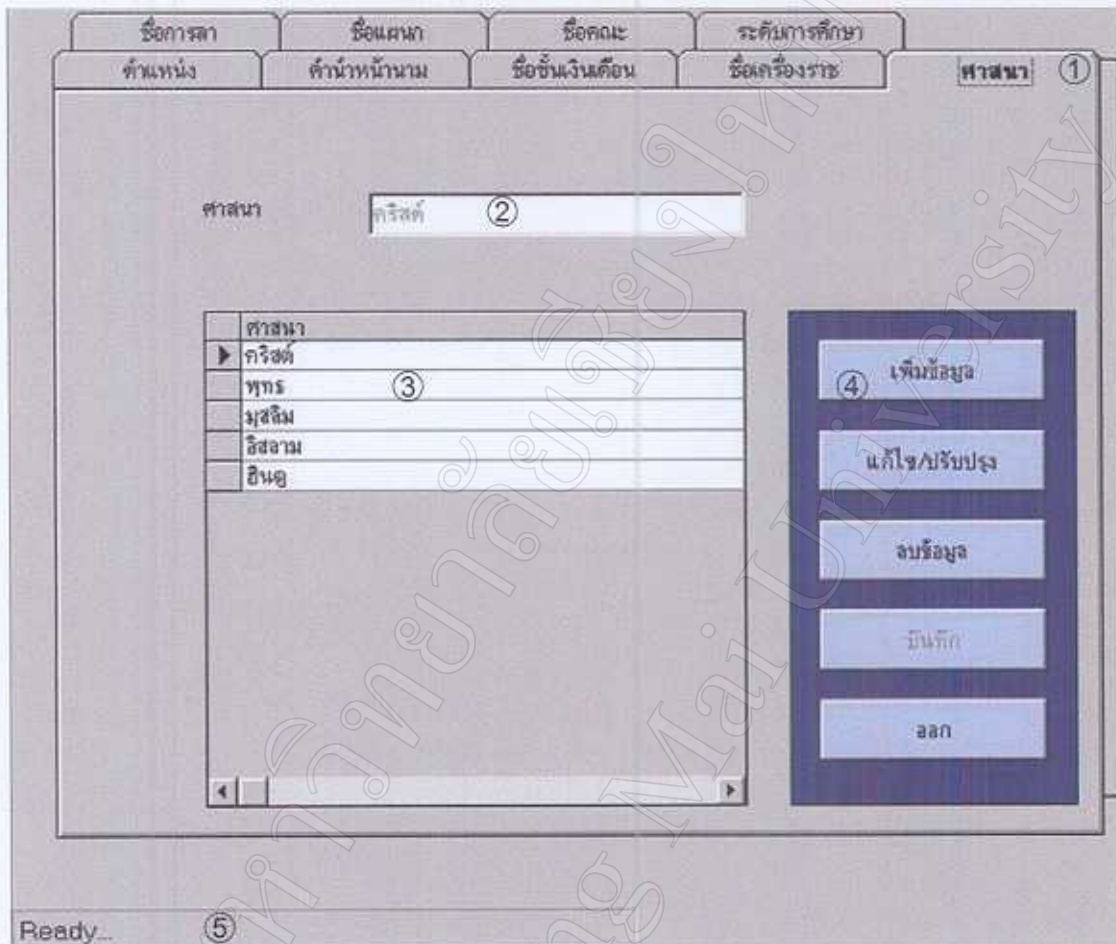 ชื่อการลา ชื่อแผนก ชื่อคณะ ระดับการศึกษา
ตำแหน่ง คำนำหน้านาม ชื่อขั้นเงินเดือน ชื่อเครื่องราช ศาสนา ①
ศาสนา คริสต์ ②
ศาสนา
คริสต์
พุทธ ③
มุสลิม
อิสลาม
ฮินดู
④ เพิ่มข้อมูล
แก้ไข/ปรับปรุง
ลบข้อมูล
บันทึก
ออก
Ready... ⑤
Mai University